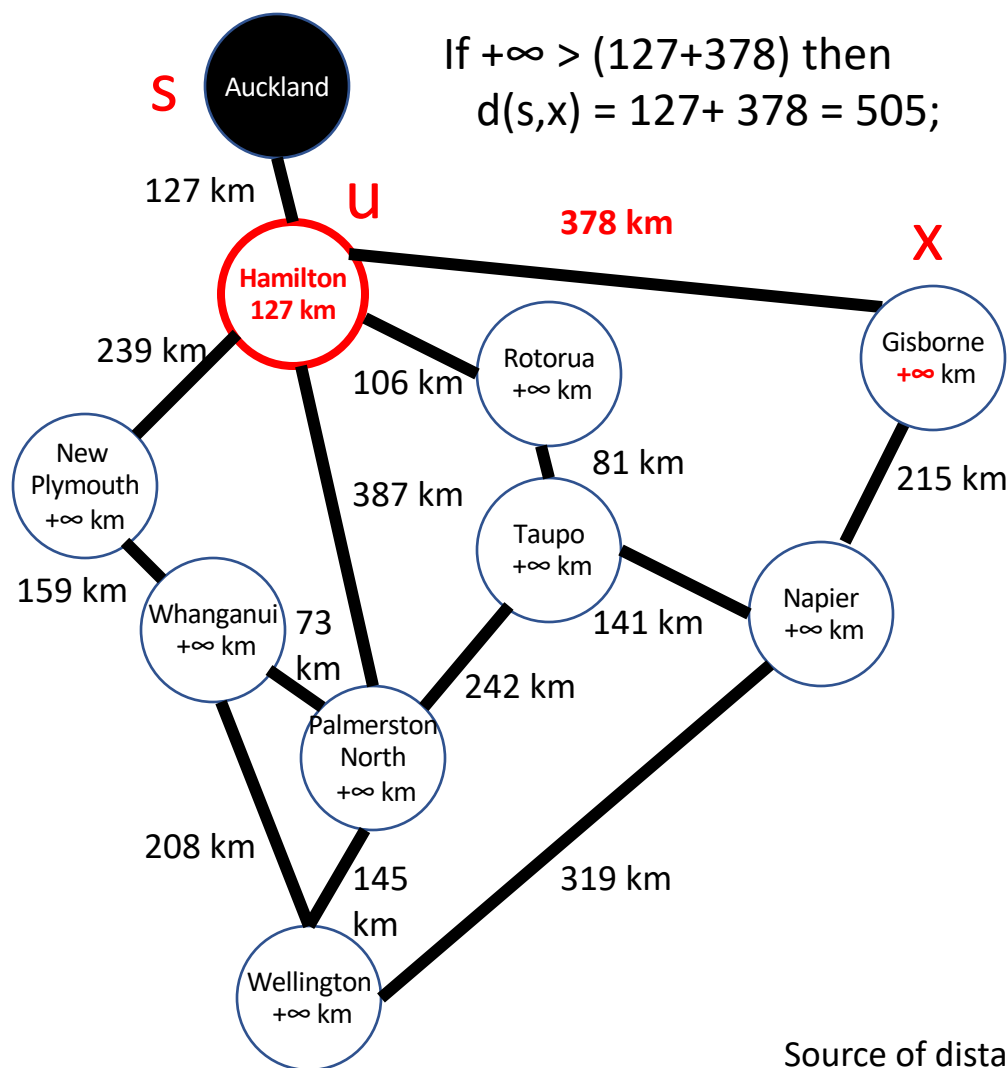 If +∞ > (127+378) then
d(s,x) = 127+ 378 = 505;
s
Auckland
127 km
u
378 km
x
Hamilton
127 km
239 km
106 km
Rotorua
+∞ km
Gisborne
+∞ km
New
Plymouth
+∞ km
387 km
81 km
215 km
Taupo
+∞ km
159 km
Whanganui
+∞ km
73
km
141 km
Napier
+∞ km
242 km
Palmerston
North
+∞ km
208 km
145
km
319 km
Wellington
+∞ km
Source of dista